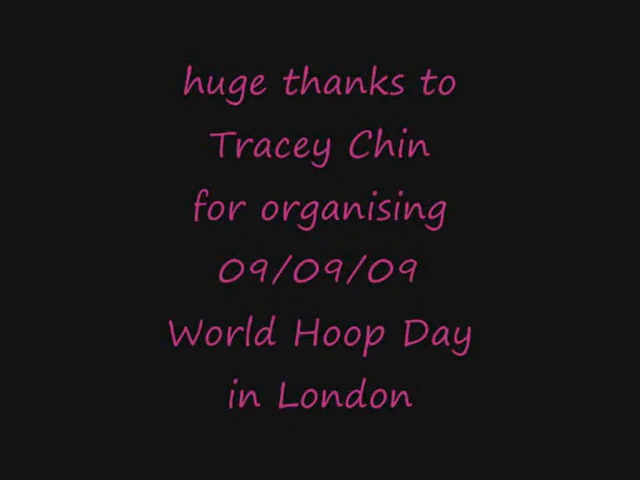 huge thanks to
Tracey Chin
for organising
09/09/09
World Hoop Day
in London